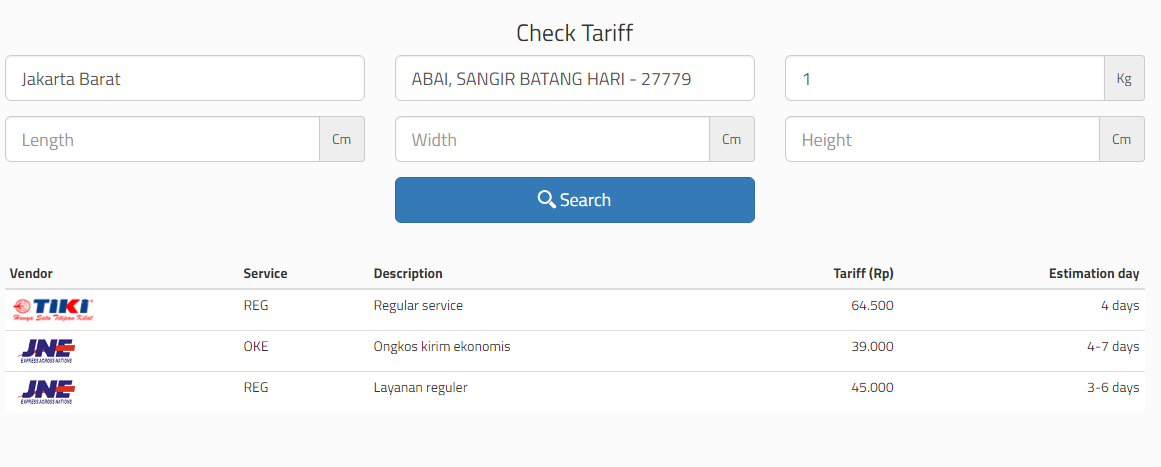 Check Tariff
Jakarta Barat ABAI, SANGIR BATANG HARI - 27779 1 Kg
Length Cm Width Cm Height Cm
Search
Vendor Service Description Tariff (Rp) Estimation day
TIKI REG Regular service 64.500 4 days
Hanya Satu Titipan Kilat
JNE OKE Ongkos kirim ekonomis 39.000 4-7 days
EXPRESS ACROSS NATIONS
JNE REG Layanan reguler 45.000 3-6 days
EXPRESS ACROSS NATIONS